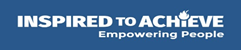 INSPIRED TO ACHIEVE
Empowering People